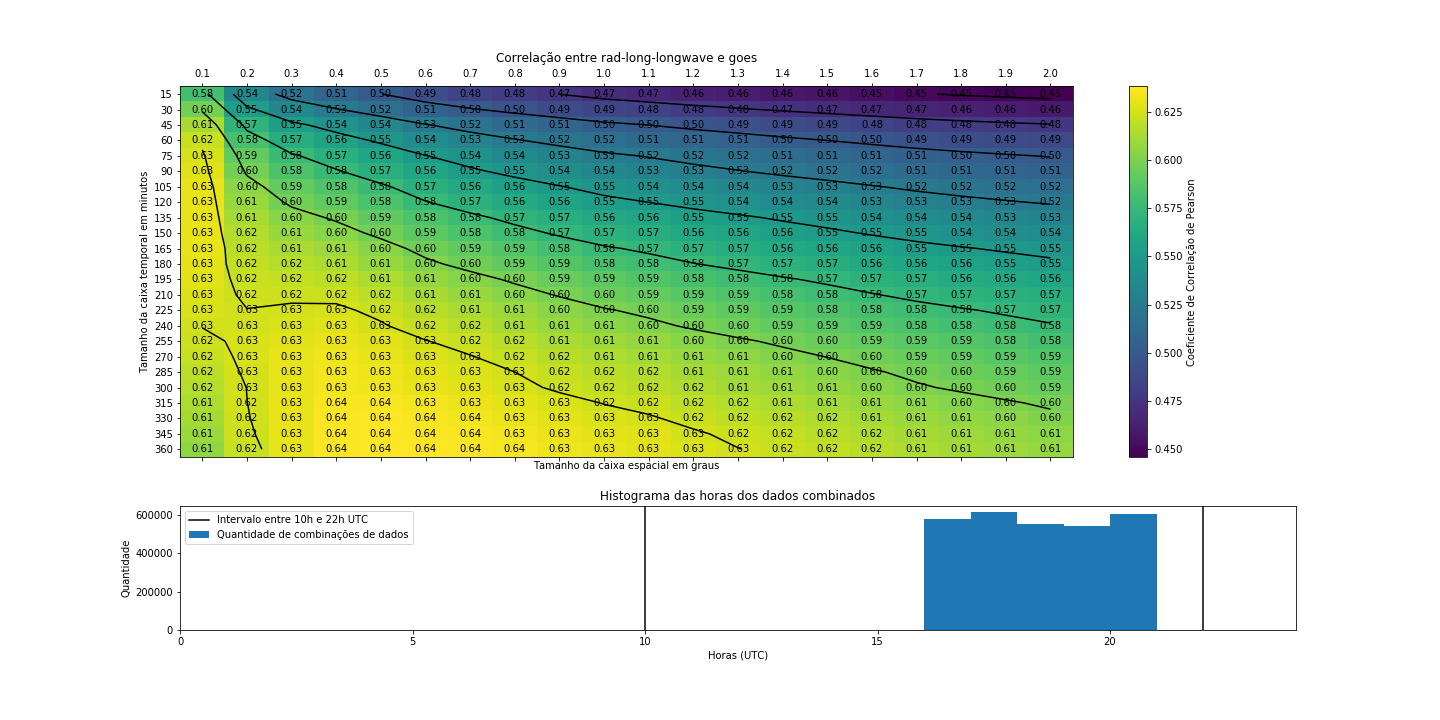 Correlação entre rad-long-longwave e goes
0.1 0.2 0.3 0.4 0.5 0.6 0.7 0.8 0.9 1.0 1.1 1.2 1.3 1.4 1.5 1.6 1.7 1.8 1.9 2.0
15 0.58 0.54 0.52 0.51 0.50 0.49 0.48 0.48 0.47 0.47 0.47 0.46 0.46 0.46 0.46 0.45 0.45 0.45 0.45 0.45
30 0.60 0.55 0.54 0.53 0.52 0.51 0.50 0.50 0.49 0.49 0.48 0.48 0.48 0.47 0.47 0.47 0.47 0.46 0.46 0.46
45 0.61 0.57 0.55 0.54 0.54 0.53 0.52 0.51 0.51 0.50 0.50 0.50 0.49 0.49 0.49 0.48 0.48 0.48 0.48 0.48
60 0.62 0.58 0.57 0.56 0.55 0.54 0.53 0.53 0.52 0.52 0.51 0.51 0.51 0.50 0.50 0.50 0.49 0.49 0.49 0.49
75 0.63 0.59 0.58 0.57 0.56 0.55 0.54 0.54 0.53 0.53 0.52 0.52 0.52 0.51 0.51 0.51 0.51 0.50 0.50 0.50
90 0.63 0.60 0.58 0.57 0.57 0.56 0.55 0.55 0.54 0.54 0.53 0.53 0.53 0.52 0.52 0.52 0.51 0.51 0.51 0.51
105 0.63 0.60 0.59 0.58 0.58 0.57 0.56 0.56 0.55 0.55 0.54 0.54 0.54 0.53 0.53 0.53 0.52 0.52 0.52 0.52
120 0.63 0.61 0.60 0.59 0.58 0.58 0.57 0.56 0.56 0.55 0.55 0.55 0.54 0.54 0.54 0.53 0.53 0.53 0.53 0.52
135 0.63 0.61 0.60 0.60 0.59 0.58 0.58 0.57 0.57 0.56 0.56 0.55 0.55 0.55 0.55 0.54 0.54 0.54 0.53 0.53
150 0.63 0.62 0.61 0.60 0.60 0.59 0.58 0.58 0.57 0.57 0.57 0.56 0.56 0.56 0.55 0.55 0.55 0.54 0.54 0.54
165 0.63 0.62 0.61 0.61 0.60 0.60 0.59 0.59 0.58 0.58 0.57 0.57 0.57 0.56 0.56 0.56 0.55 0.55 0.55 0.55
180 0.63 0.62 0.62 0.61 0.61 0.60 0.60 0.59 0.59 0.58 0.58 0.58 0.57 0.57 0.57 0.56 0.56 0.56 0.55 0.55
195 0.63 0.62 0.62 0.62 0.61 0.61 0.60 0.60 0.59 0.59 0.59 0.58 0.58 0.58 0.57 0.57 0.57 0.56 0.56 0.56
210 0.63 0.62 0.62 0.62 0.62 0.61 0.61 0.60 0.60 0.60 0.59 0.59 0.59 0.58 0.58 0.58 0.57 0.57 0.57 0.57
225 0.63 0.63 0.63 0.63 0.62 0.62 0.61 0.61 0.60 0.60 0.60 0.59 0.59 0.59 0.58 0.58 0.58 0.58 0.57 0.57
240 0.63 0.63 0.63 0.63 0.63 0.62 0.62 0.61 0.61 0.61 0.60 0.60 0.60 0.59 0.59 0.59 0.58 0.58 0.58 0.58
255 0.62 0.63 0.63 0.63 0.63 0.63 0.62 0.62 0.61 0.61 0.61 0.60 0.60 0.60 0.60 0.59 0.59 0.59 0.58 0.58
270 0.62 0.63 0.63 0.63 0.63 0.63 0.63 0.62 0.62 0.61 0.61 0.61 0.61 0.60 0.60 0.60 0.59 0.59 0.59 0.59
285 0.62 0.63 0.63 0.63 0.63 0.63 0.63 0.63 0.62 0.62 0.62 0.61 0.61 0.61 0.60 0.60 0.60 0.60 0.59 0.59
300 0.62 0.63 0.63 0.63 0.63 0.63 0.63 0.63 0.62 0.62 0.62 0.62 0.61 0.61 0.61 0.60 0.60 0.60 0.60 0.59
315 0.61 0.62 0.63 0.64 0.64 0.63 0.63 0.63 0.63 0.62 0.62 0.62 0.62 0.61 0.61 0.61 0.61 0.60 0.60 0.60
330 0.61 0.62 0.63 0.64 0.64 0.64 0.63 0.63 0.63 0.63 0.63 0.62 0.62 0.62 0.61 0.61 0.61 0.61 0.60 0.60
345 0.61 0.62 0.63 0.64 0.64 0.64 0.64 0.63 0.63 0.63 0.63 0.63 0.62 0.62 0.62 0.62 0.61 0.61 0.61 0.61
360 0.61 0.62 0.63 0.64 0.64 0.64 0.64 0.63 0.63 0.63 0.63 0.63 0.63 0.62 0.62 0.62 0.61 0.61 0.61 0.61
Tamanho da caixa temporal em minutos
Tamanho da caixa espacial em graus
0.625
0.600
0.575
0.550
0.525
0.500
0.475
0.450
Coeficiente de Correlação de Pearson
Histograma das horas dos dados combinados
Intervalo entre 10h e 22h UTC
Quantidade de combinações de dados
600000
400000
200000
0
Quantidade
0 5 10 15 20
Horas (UTC)